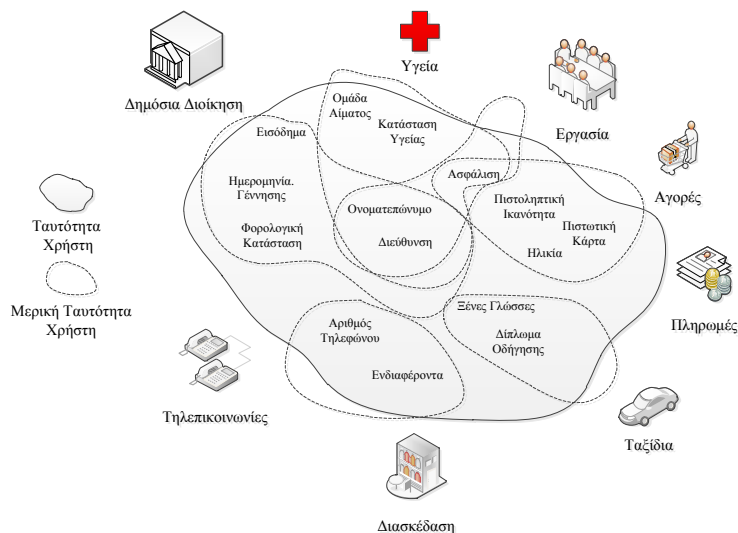 Υγεία
Δημόσια Διοίκηση
Εργασία
Αγορές
Πληρωμές
Ταξίδια
Διασκέδαση
Τηλεπικοινωνίες
Ταυτότητα
Χρήστη
Μερική Ταυτότητα
Χρήστη
Ομάδα
Αίματος
Κατάσταση
Υγείας
Εισόδημα
Ημερομηνία.
Γέννησης
Φορολογική
Κατάσταση
Ονοματεπώνυμο
Διεύθυνση
Ασφάλιση
Πιστοληπτική
Ικανότητα
Πιστωτική
Κάρτα
Ηλικία
Ξένες Γλώσσες
Δίπλωμα
Οδήγησης
Αριθμός
Τηλεφώνου
Ενδιαφέροντα